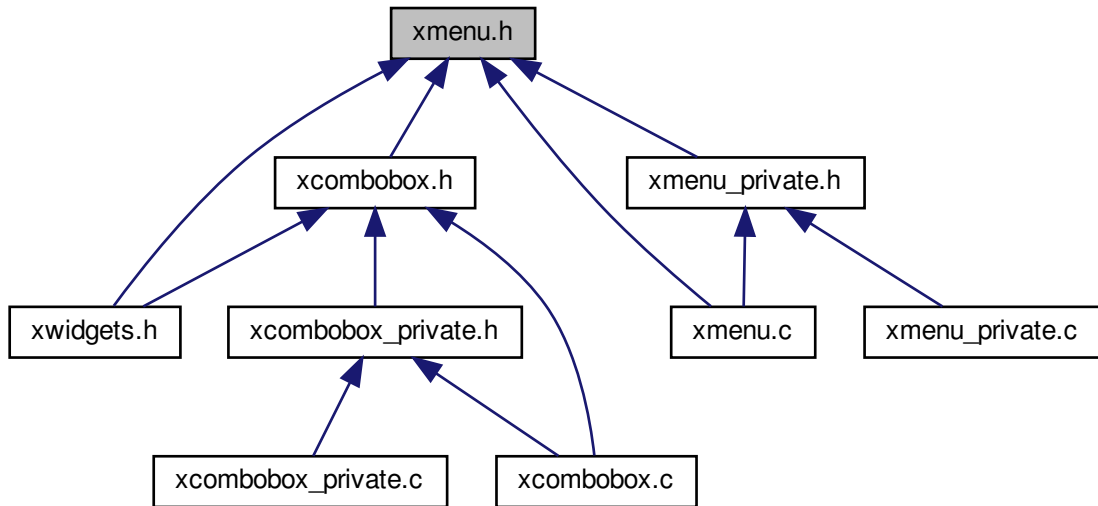 xmenu.h
xcombobox.h
xmenu_private.h
xwidgets.h
xcombobox_private.h
xmenu.c
xmenu_private.c
xcombobox_private.c
xcombobox.c